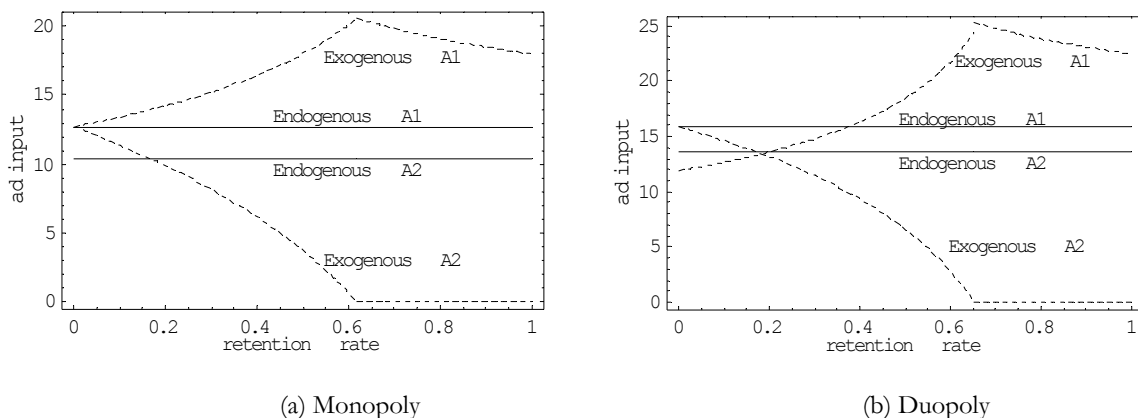 20
15
10
5
0
ad input
Exogenous A1
Endogenous A1
Endogenous A2
Exogenous A2
0 0.2 0.4 0.6 0.8 1
retention rate
(a) Monopoly
25
20
15
10
5
0
ad input
Exogenous A1
Endogenous A1
Endogenous A2
Exogenous A2
0 0.2 0.4 0.6 0.8 1
retention rate
(b) Duopoly